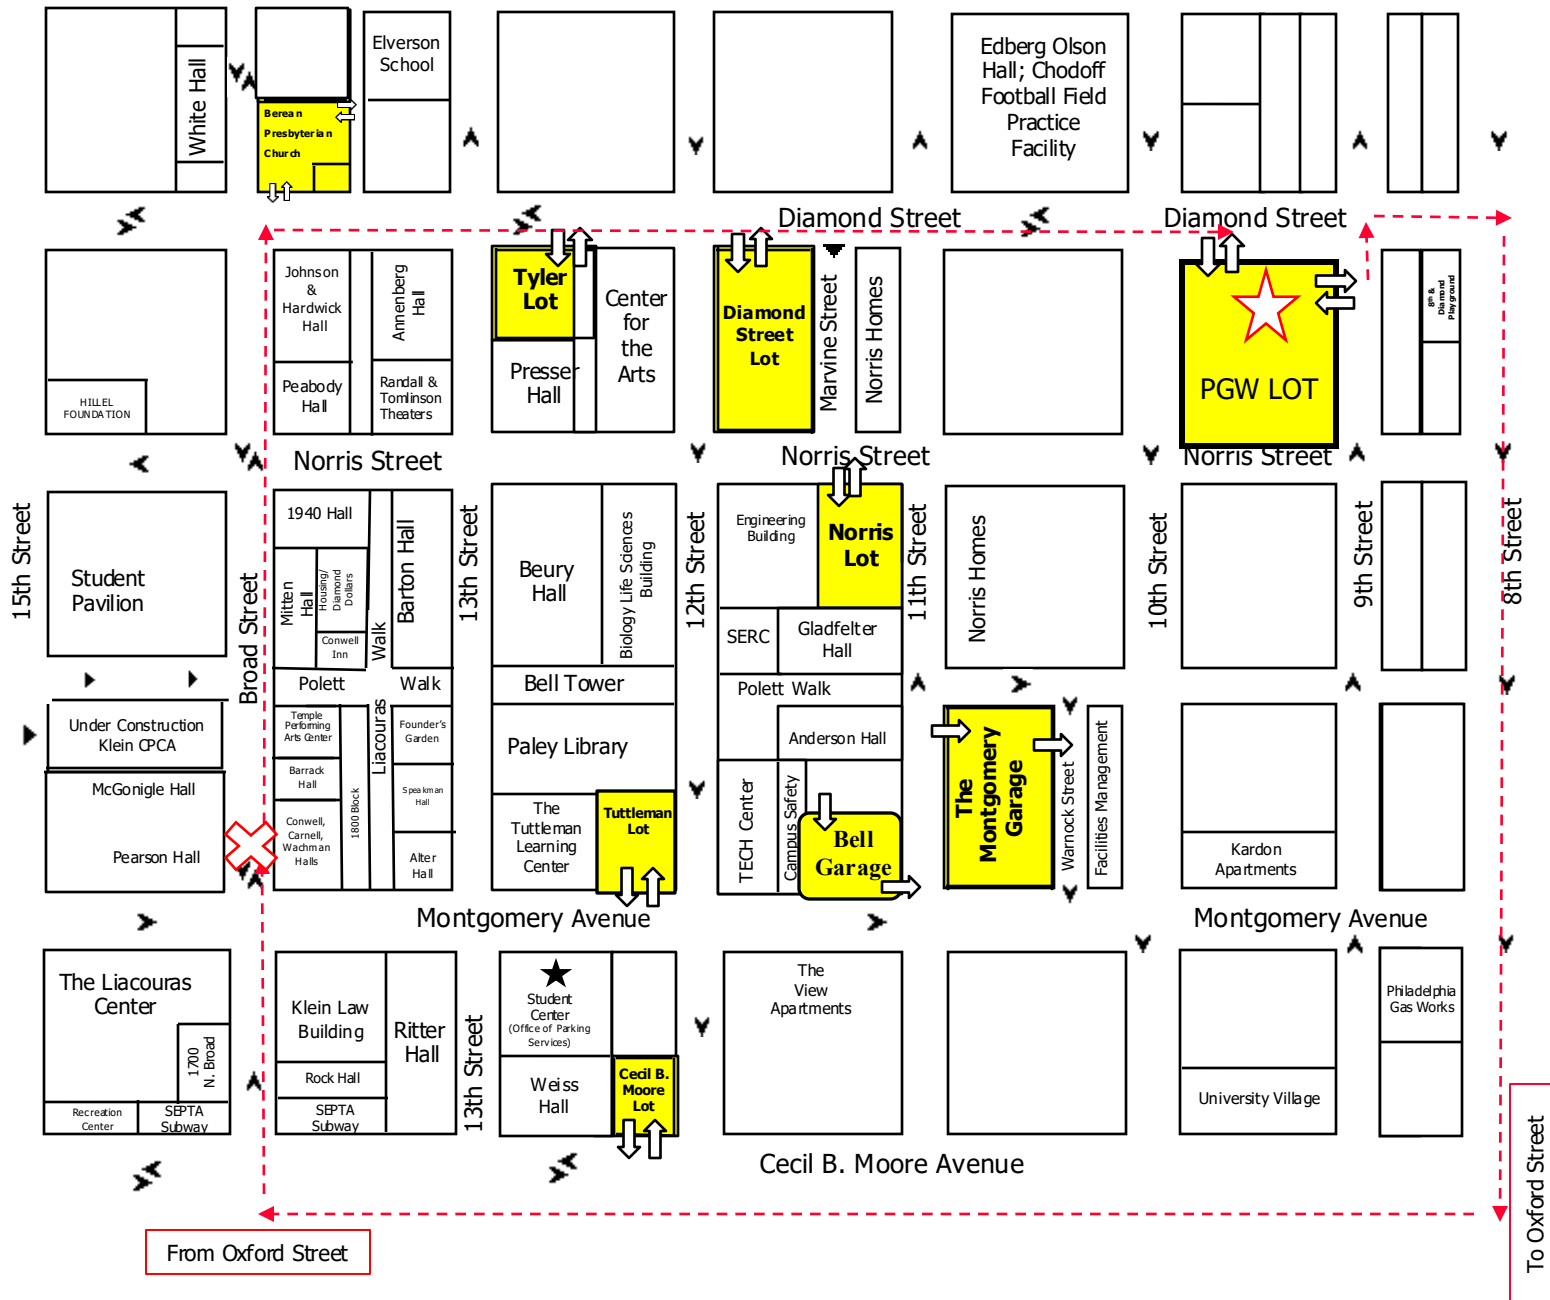 White Hall
Berean
Presbyterian
Church
Elverson
School
Edberg Olson
Hall; Chodoff
Football Field
Practice
Facility
Diamond Street
Diamond Street
HILLEL
FOUNDATION
Johnson
&
Hardwick
Hall
Annenberg
Hall
Peabody
Hall
Randall &
Tomlinson
Theaters
Tyler
Lot
Presser
Hall
Center
for
the
Arts
Diamond
Street
Lot
Marvine Street
Norris Homes
PGW LOT
8th &
Diamond
Playground
Norris Street
Norris Street
Norris Street
15th Street
Student
Pavilion
Broad Street
1940 Hall
Mitten
Hall
Housing/
Diamond
Dollars
Conwell
Inn
Walk
Barton Hall
13th Street
Beury
Hall
Biology Life Sciences
Building
12th Street
Engineering
Building
Norris
Lot
SERC
Gladfelter
Hall
11th Street
Norris Homes
10th Street
9th Street
8th Street
Polett
Walk
Bell Tower
Polett Walk
Under Construction
Klein CPCA
McGonigle Hall
Pearson Hall
Temple
Performing
Arts Center
Barrack
Hall
Conwell,
Carnell,
Wachman
Halls
1800 Block
Liacouras
Founder's
Garden
Speakman
Hall
Alter
Hall
Paley Library
The
Tuttleman
Learning
Center
Tuttleman
Lot
Anderson Hall
TECH Center
Campus Safety
Bell
Garage
The
Montgomery
Garage
Warnock Street
Facilities Management
Kardon
Apartments
Montgomery Avenue
Montgomery Avenue
The Liacouras
Center
1700
N. Broad
Recreation
Center
SEPTA
Subway
Klein Law
Building
Rock Hall
SEPTA
Subway
Ritter
Hall
13th Street
Student
Center
(Office of Parking
Services)
Weiss
Hall
Cecil B.
Moore
Lot
The
View
Apartments
University Village
Philadelphia
Gas Works
Cecil B. Moore Avenue
From Oxford Street
To Oxford Street